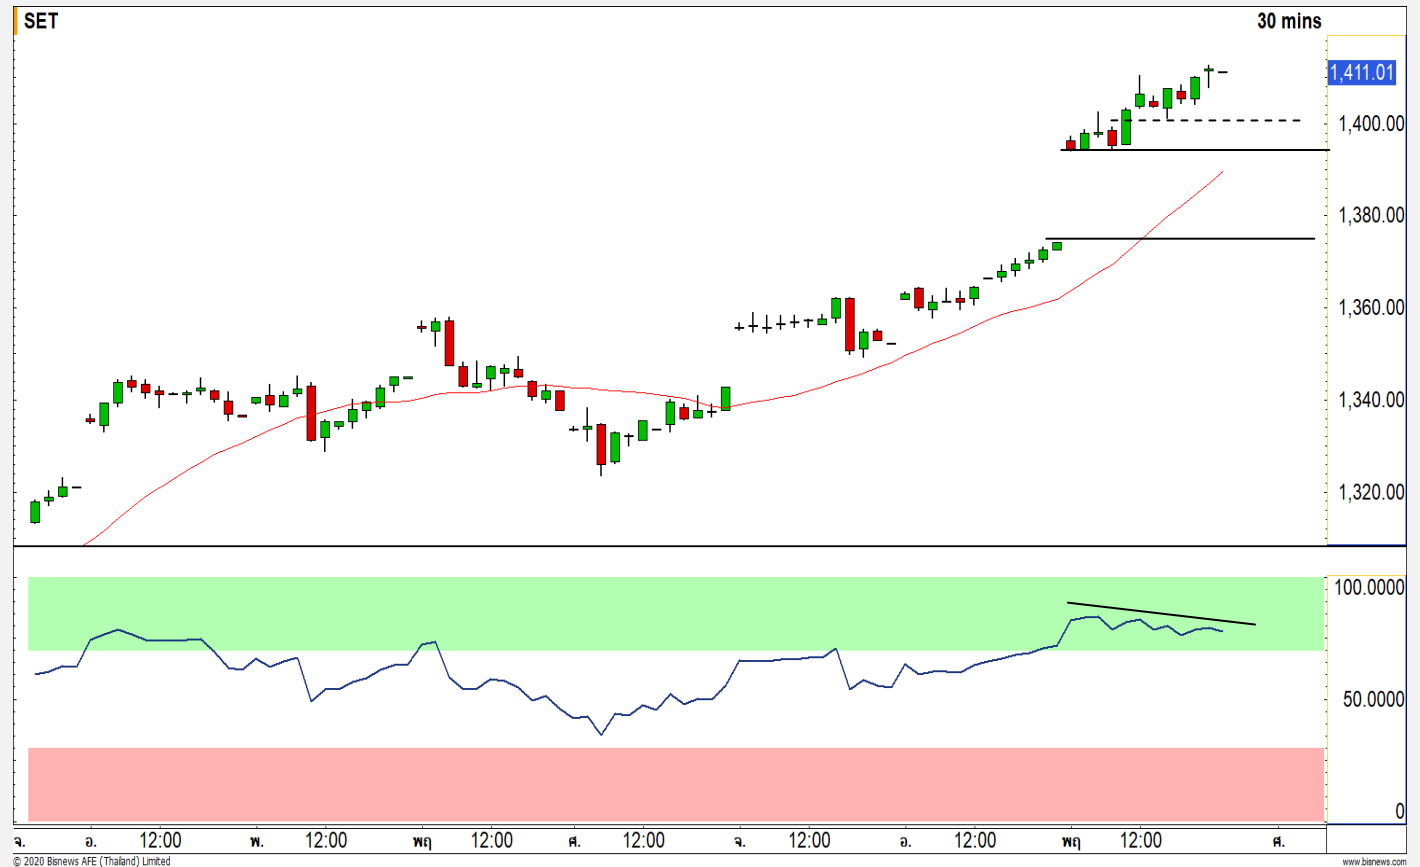 SET
30 mins
1,411.01
1,400.00
1,380.00
1,360.00
1,340.00
1,320.00
100.0000
50.0000
0
จ. อ. 12:00 พ. 12:00 พฤ 12:00 ศ. 12:00 จ. 12:00 อ. 12:00 พฤ 12:00 ศ.
© 2020 Bisnews AFE (Thailand) Limited
www.bisnews.com